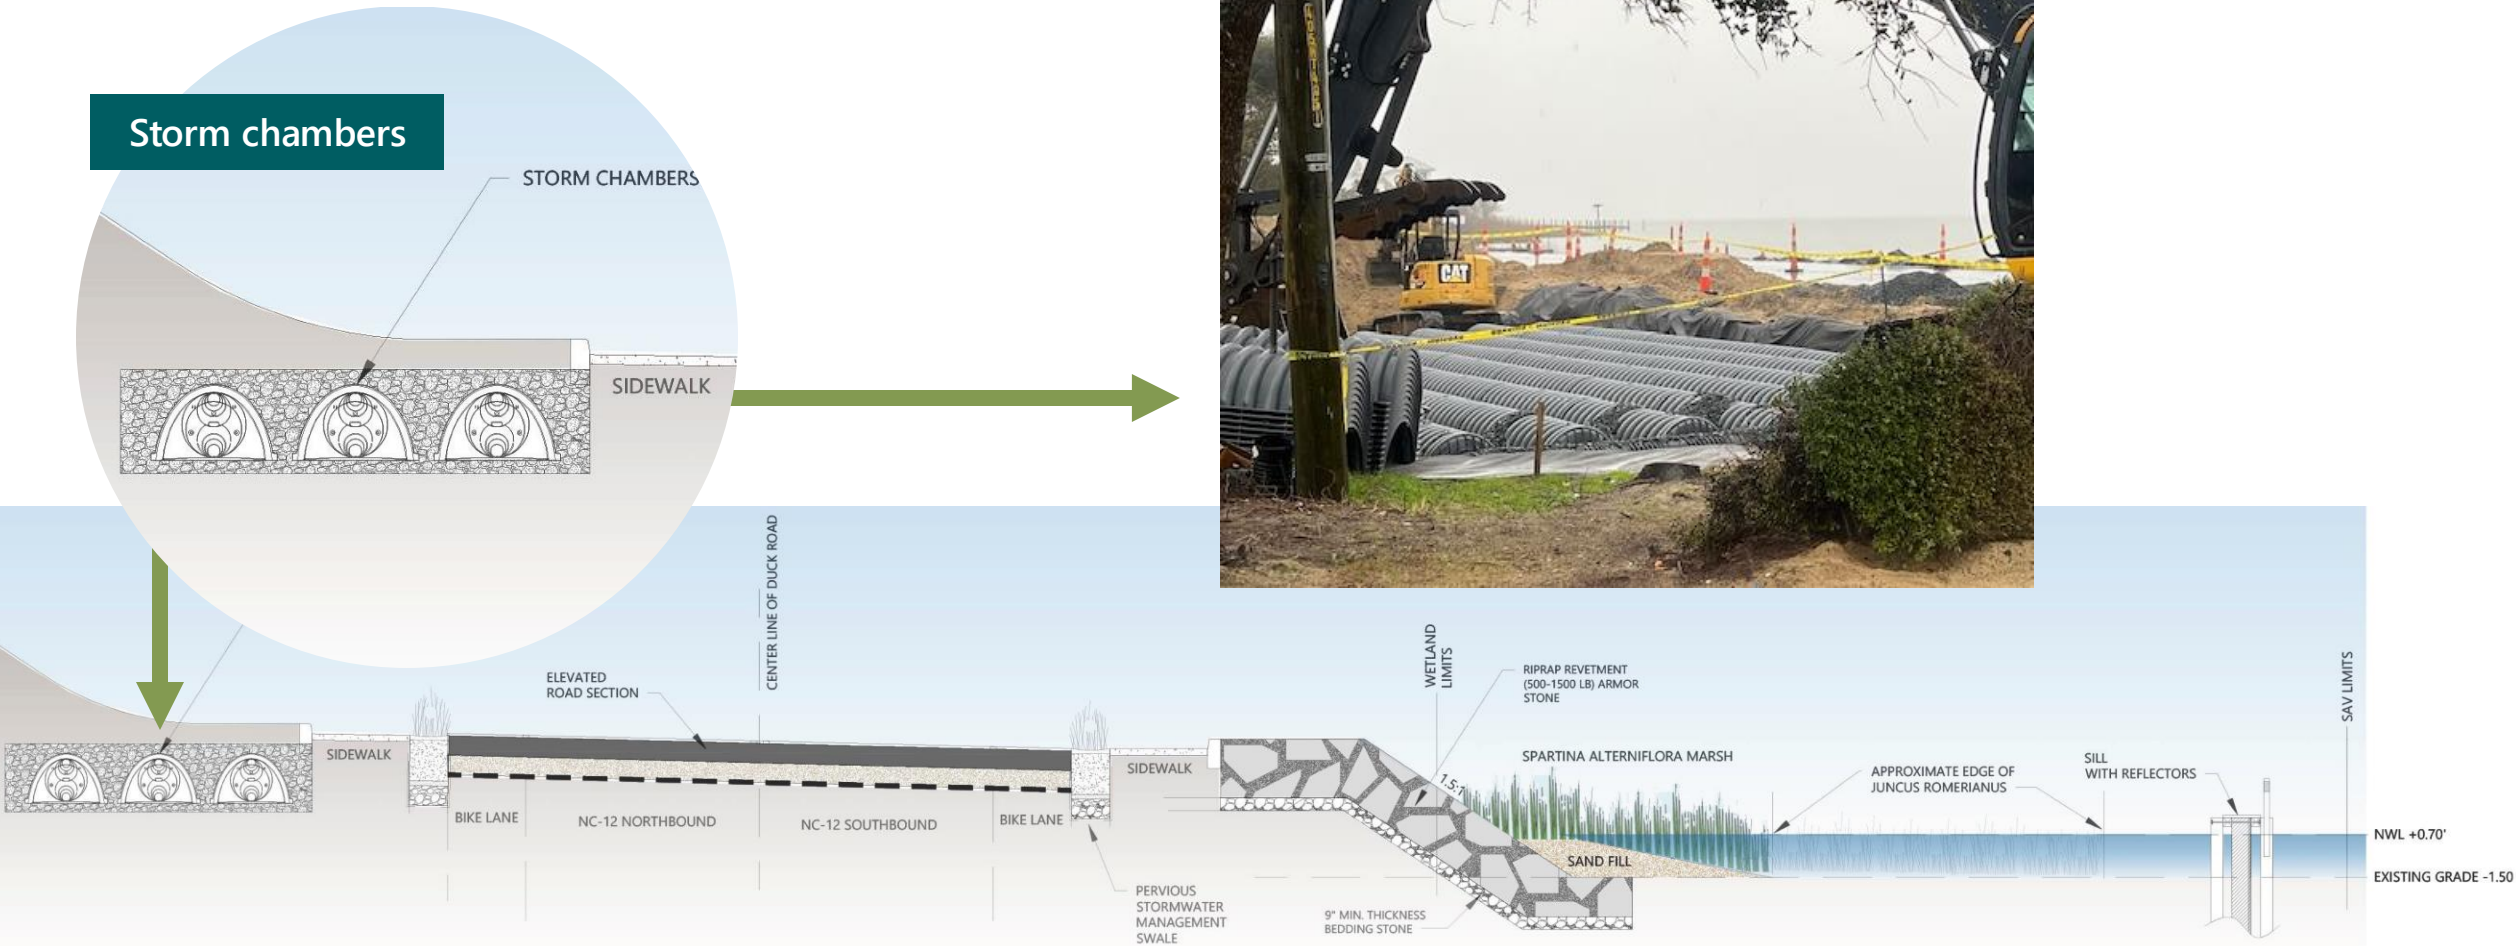 Storm chambers
STORM CHAMBERS
SIDEWALK
CAT
CENTER LINE OF DUCK ROAD
ELEVATED
ROAD SECTION
WETLAND
LIMITS
RIPRAP REVETMENT
(500-1500 LB) ARMOR
STONE
SAV LIMITS
SIDEWALK
SIDEWALK
1.5:1
SPARTINA ALTERNIFLORA MARSH
APPROXIMATE EDGE OF
JUNCUS ROMERIANUS
SILL
WITH REFLECTORS
BIKE LANE
NC-12 NORTHBOUND
NC-12 SOUTHBOUND
BIKE LANE
NWL +0.70'
SAND FILL
EXISTING GRADE -1.50
PERVIOUS
STORMWATER
MANAGEMENT
SWALE
9" MIN. THICKNESS
BEDDING STONE